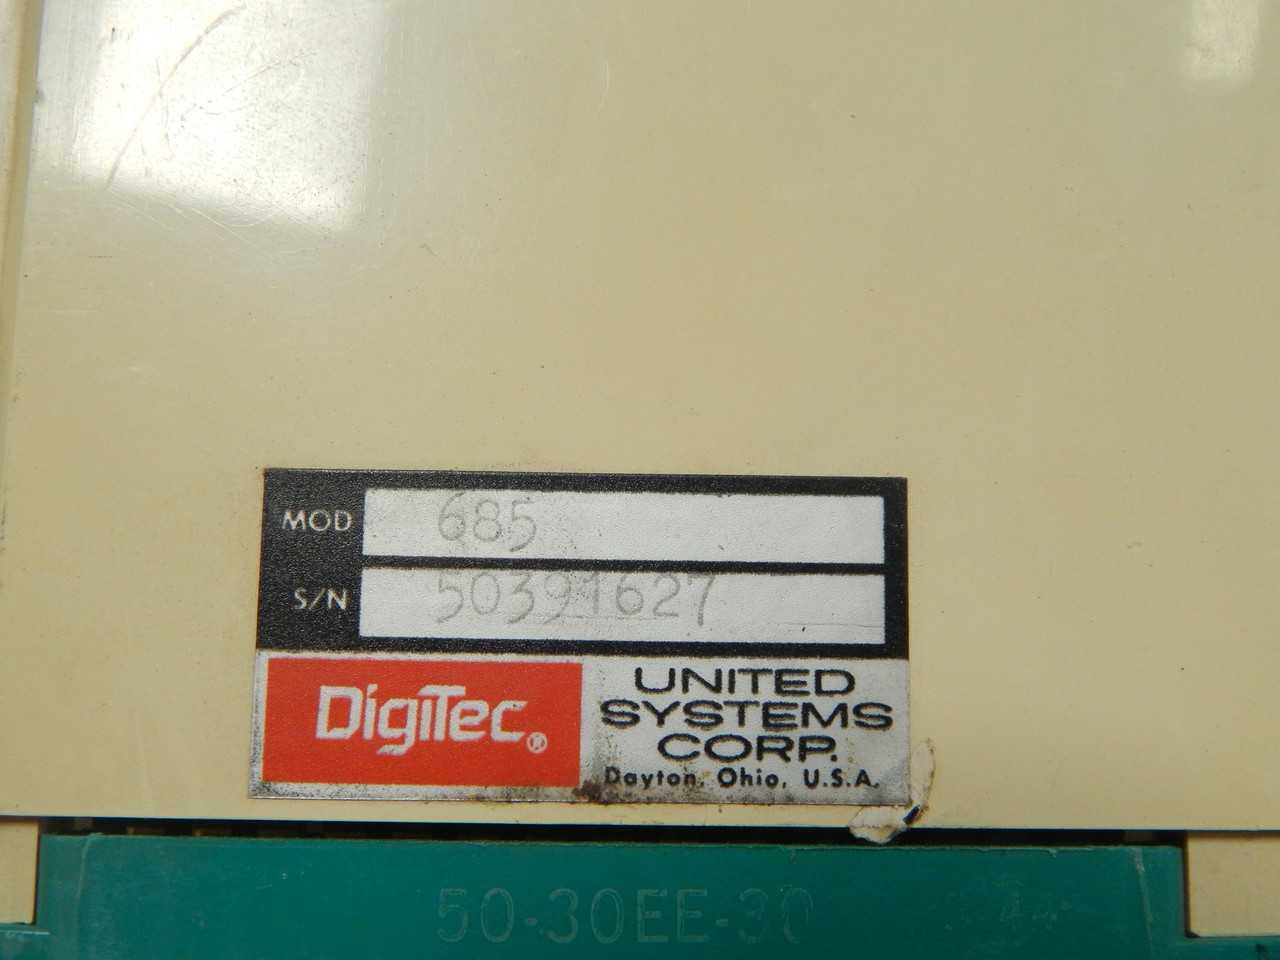 MOD 685
S/N 50391627
DigiTec®
UNITED
SYSTEMS
CORP.
Dayton, Ohio, U.S.A.
50-30EE-30